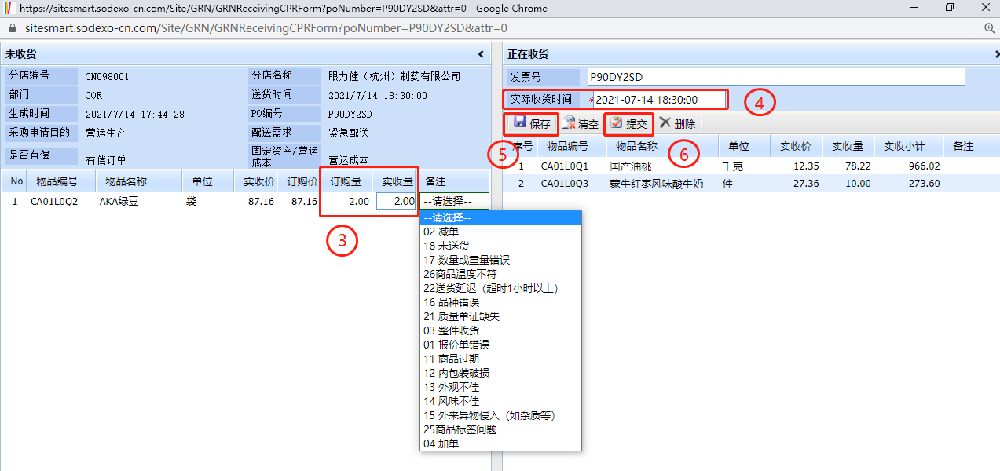 https://sitesmart.sodexo-cn.com/Site/GRN/GRNReceivingCPRForm?poNumber=P90DY2SD&attr=0 - Google Chrome
sitesmart.sodexo-cn.com/Site/GRN/GRNReceivingCPRForm?poNumber=P90DY2SD&attr=0
未收货
分店编号 CN098001 分店名称 眼力健（杭州）制药有限公司
部门 COR 送货时间 2021/7/14 18:30:00
生成时间 2021/7/14 17:44:28 PO编号 P90DY2SD
采购申请目的 营运生产 配送需求 紧急配送
是否有偿 有偿订单 固定资产/营运成本 营运成本
No 物品编号 物品名称 单位 实收价 订购价 订购量 实收量 备注
1 CA01L0Q2 AKA绿豆 袋 87.16 87.16 2.00 2.00 --请选择--
③
--请选择--
02 减单
18 未送货
17 数量或重量错误
26商品温度不符
22送货延迟（超时1小时以上）
16 品种错误
21 质量单证缺失
03 整件收货
01 报价单错误
11 商品过期
12 内包装破损
13 外观不佳
14 风味不佳
15 外来异物侵入（如杂质等）
25商品标签问题
04 加单
正在收货
发票号 P90DY2SD
实际收货时间 *2021-07-14 18:30:00 ④
保存 清空 提交 删除
⑤ ⑥
序号 物品编号 物品名称 单位 实收价 实收量 实收小计 备注
1 CA01L0Q1 国产油桃 千克 12.35 78.22 966.02
2 CA01L0Q3 蒙牛红枣风味酸牛奶 件 27.36 10.00 273.60